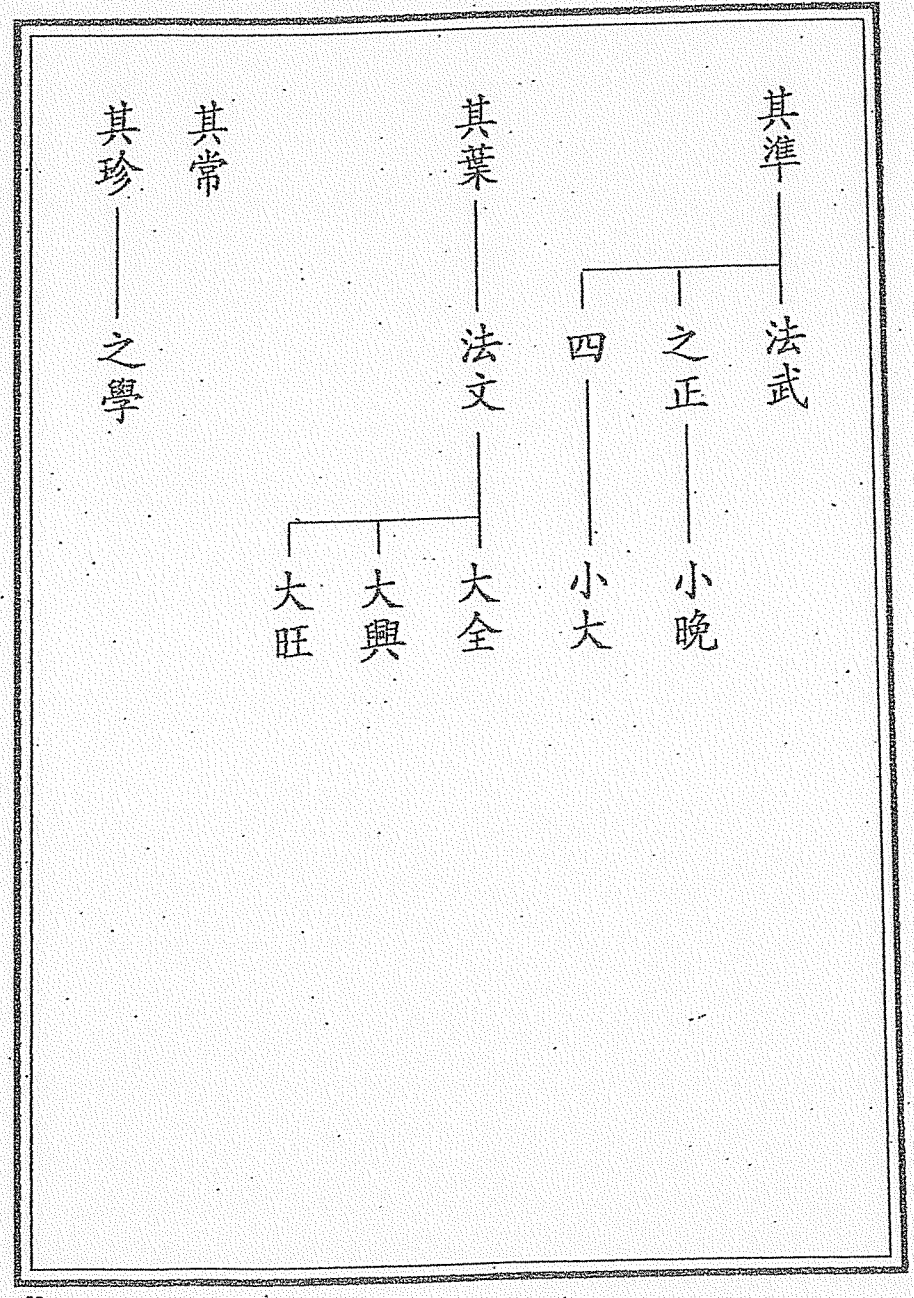 其準
法武
之正
小晚
四
小大
其葉
法文
大全
大興
大旺
其常
其珍
之學